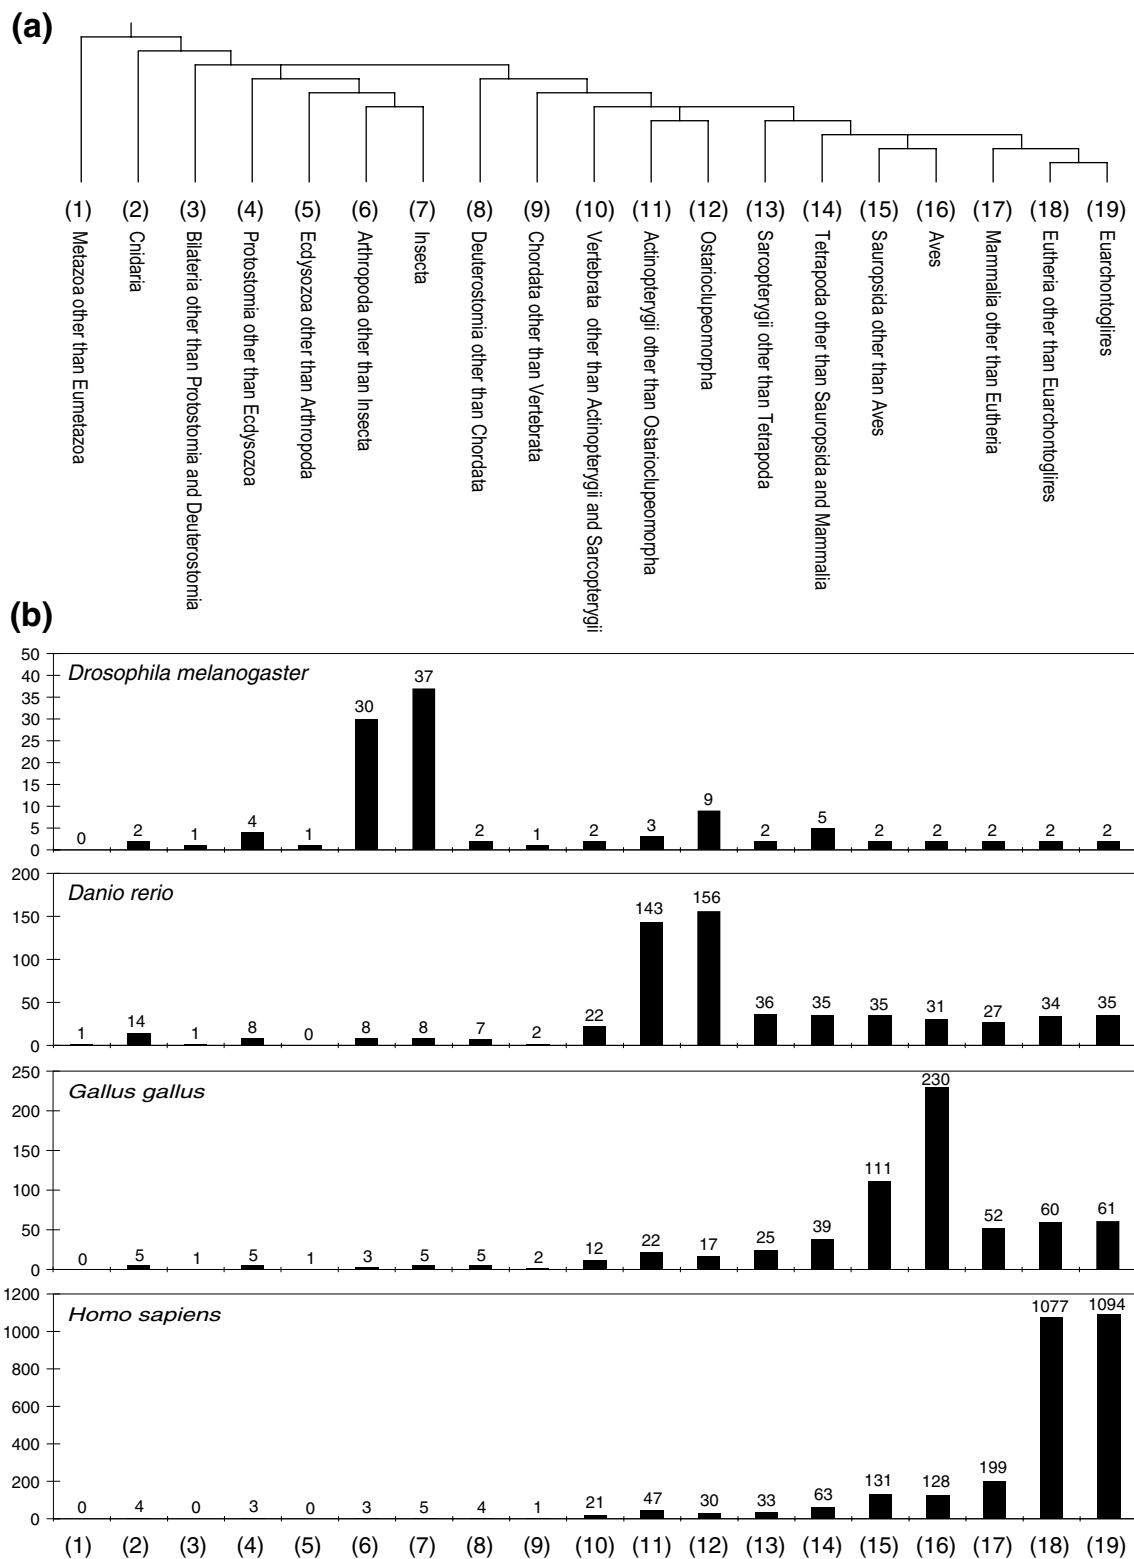 (a)
(1) (2) (3) (4) (5) (6) (7) (8) (9) (10) (11) (12) (13) (14) (15) (16) (17) (18) (19)
Metazoa other than Eumetazoa
Cnidaria
Bilateria other than Protostomia and Deuterostomia
Protostomia other than Ecdysozoa
Ecdysozoa other than Arthropoda
Arthropoda other than Insecta
Insecta
Deuterostomia other than Chordata
Chordata other than Vertebrata
Vertebrata other than Actinopterygii and Sarcopterygii
Actinopterygii other than Ostarioclupeomorpha
Ostarioclupeomorpha
Sarcopterygii other than Tetrapoda
Tetrapoda other than Sauropsida and Mammalia
Sauropsida other than Aves
Aves
Mammalia other than Eutheria
Eutheria other than Euarchontoglires
Euarchontoglires
(b)
Drosophila melanogaster
50
40
35
30
25
20
15
10
5
0
0 2 1 4 1 30 37 2 1 2 3 9 2 5 2 2 2 2 2
Danio rerio
200
150
100
50
0
1 14 1 8 0 8 8 7 2 22 143 156 36 35 35 31 27 34 35
Gallus gallus
250
200
150
100
50
0
0 5 1 5 1 3 5 5 2 12 22 17 25 39 111 230 52 60 61
Homo sapiens
1200
1000
800
600
400
200
0
0 4 0 3 0 3 5 4 1 21 47 30 33 63 131 128 199 1077 1094
(1) (2) (3) (4) (5) (6) (7) (8) (9) (10) (11) (12) (13) (14) (15) (16) (17) (18) (19)